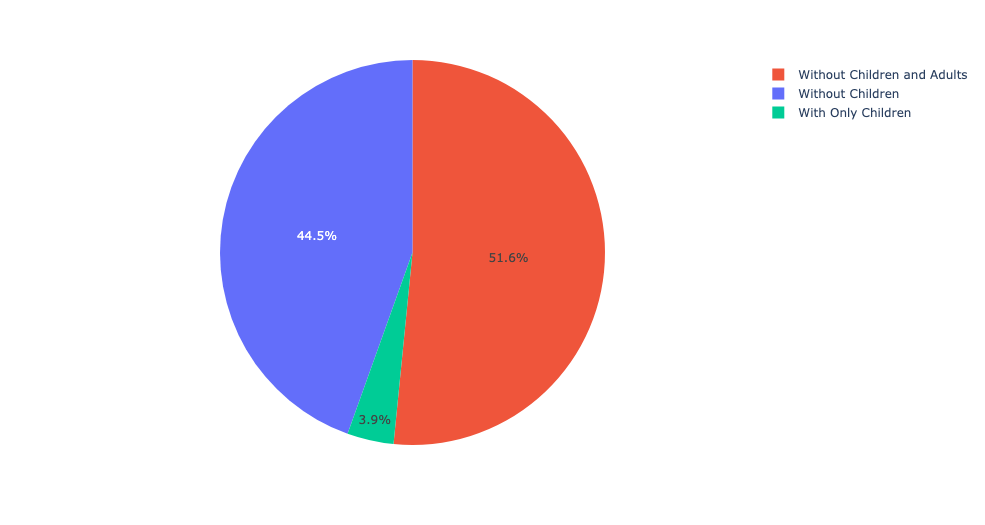 Without Children and Adults
Without Children
With Only Children
44.5%
51.6%
3.9%